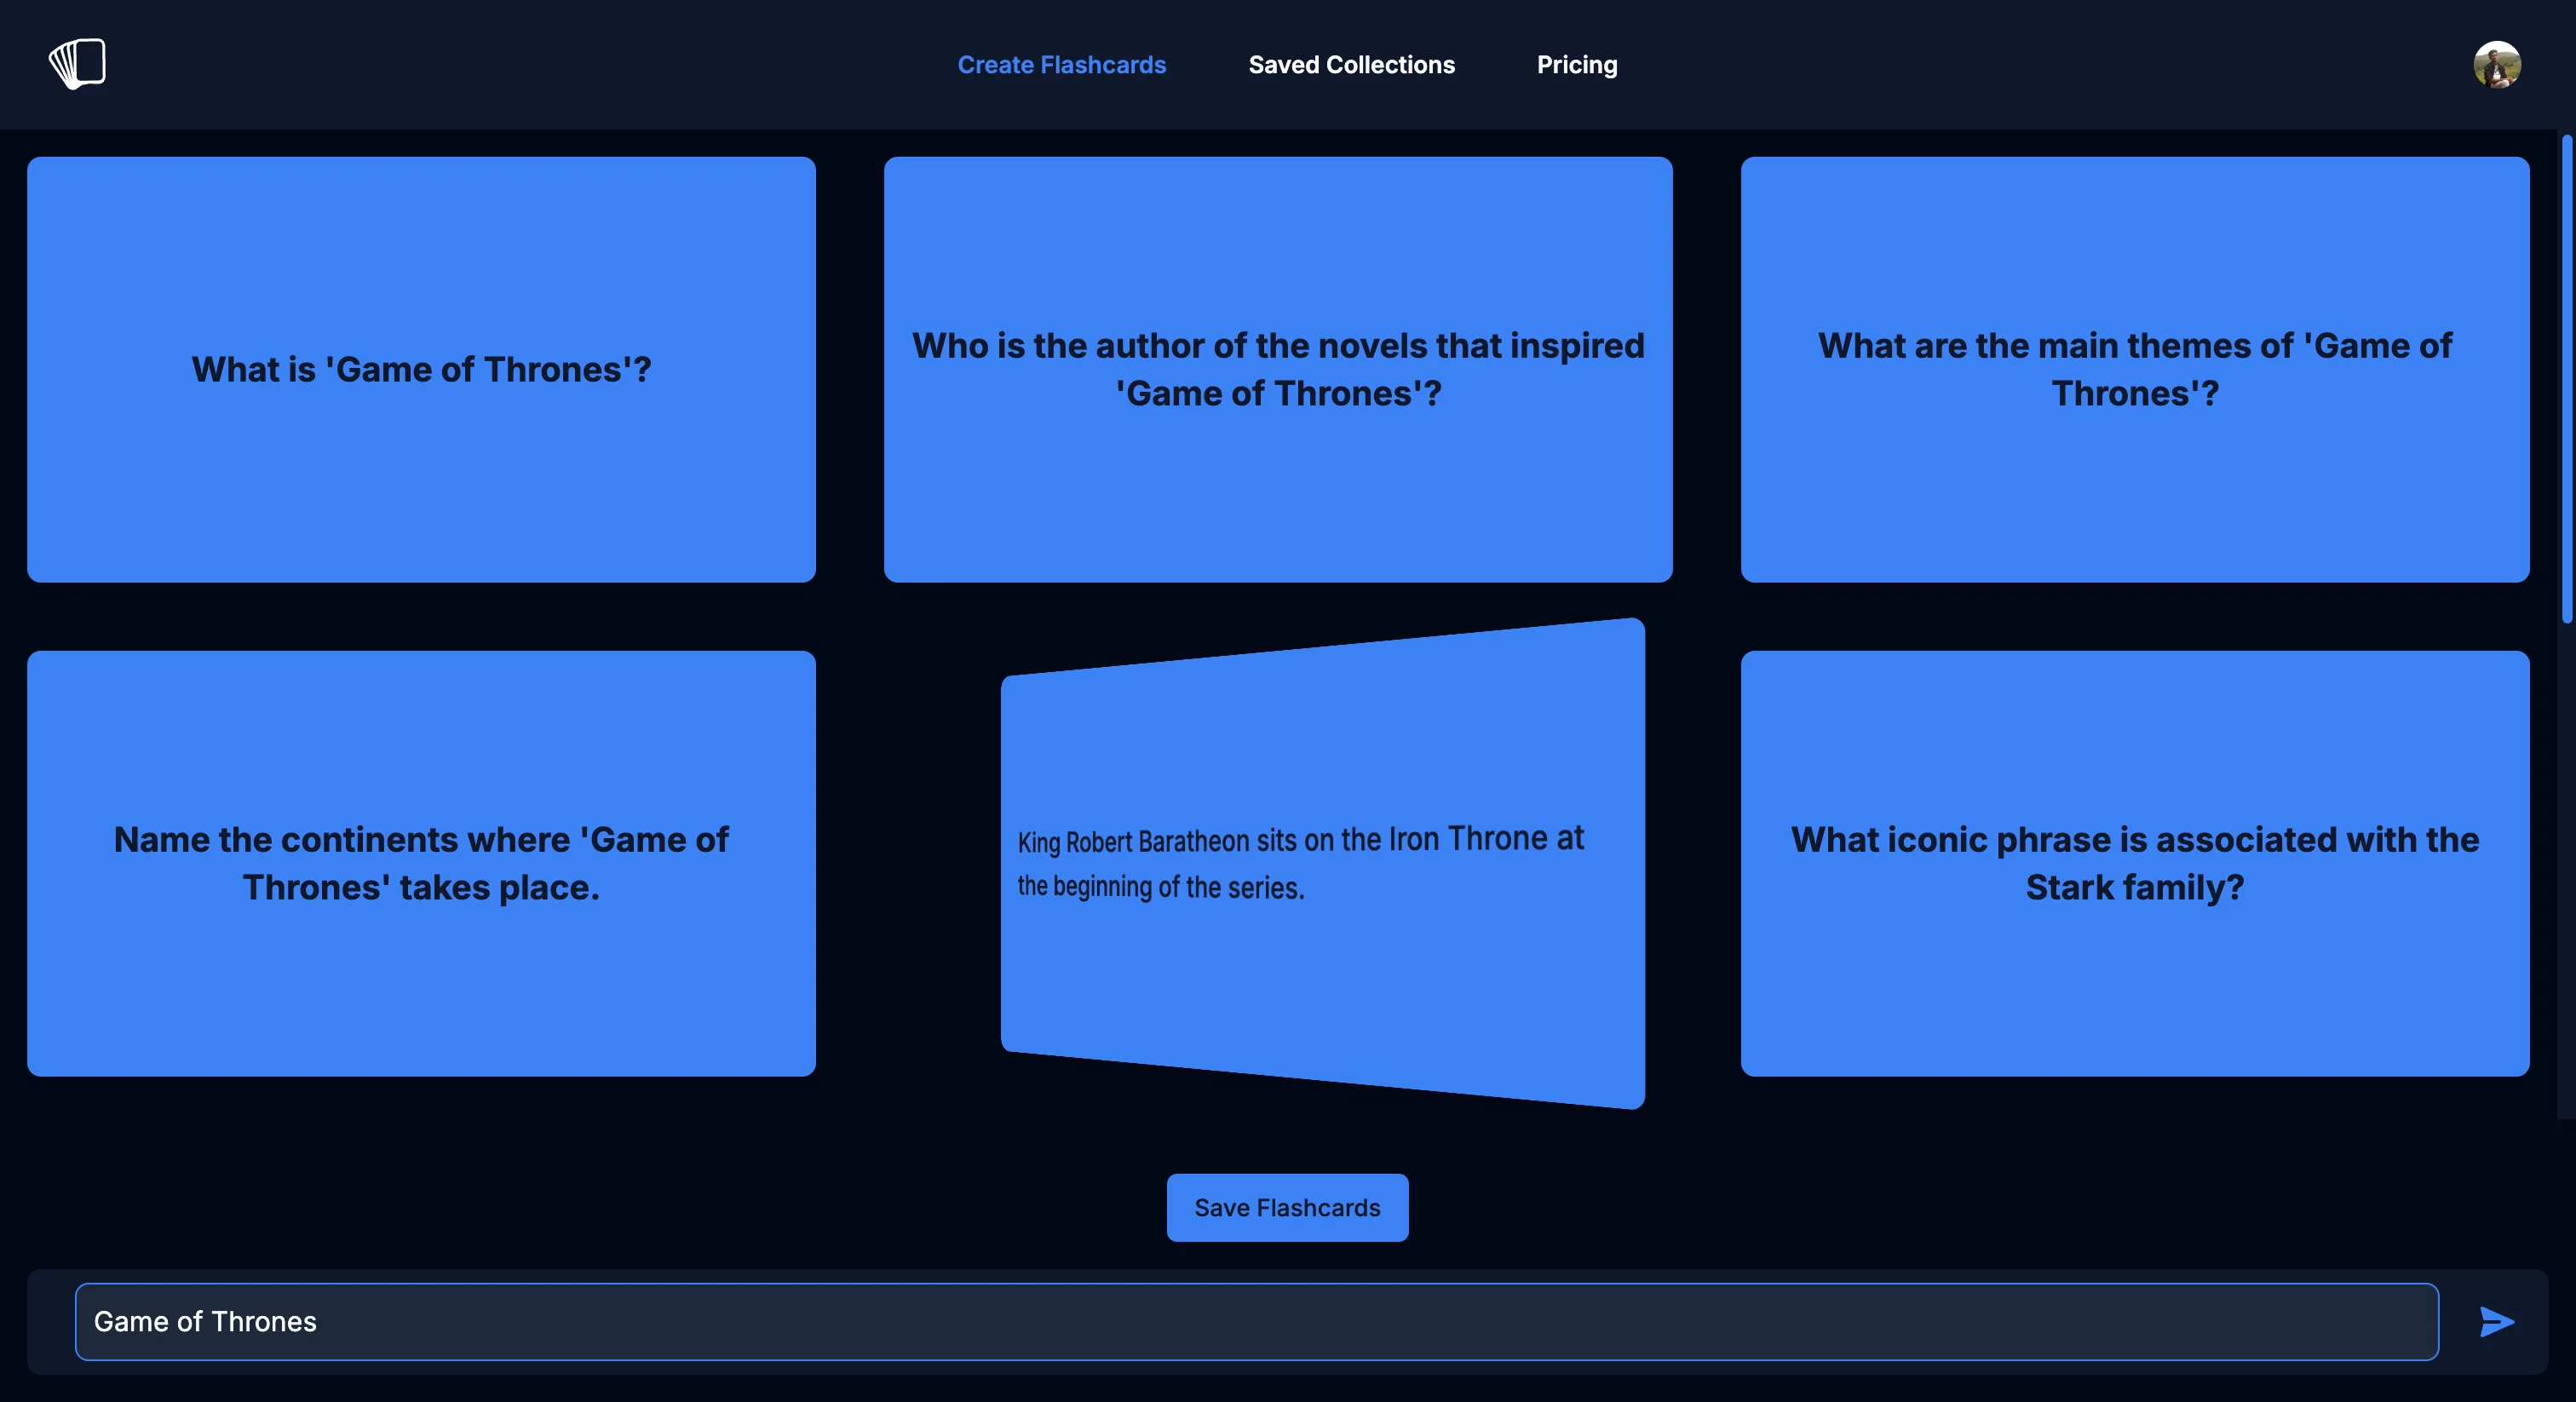 Create Flashcards
Saved Collections
Pricing
What is 'Game of Thrones'?
Who is the author of the novels that inspired
'Game of Thrones'?
What are the main themes of 'Game of
Thrones'?
Name the continents where 'Game of
Thrones' takes place.
King Robert Baratheon sits on the Iron Throne at
the beginning of the series.
What iconic phrase is associated with the
Stark family?
Save Flashcards
Game of Thrones